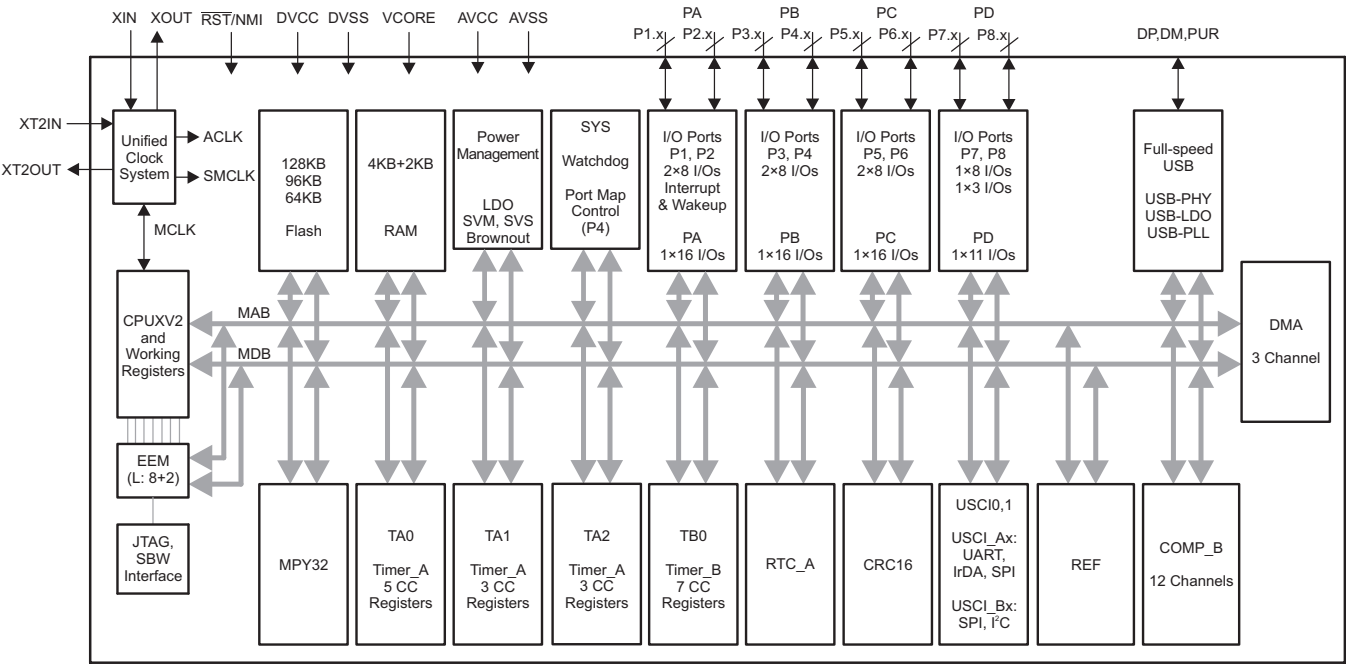 XIN XOUT RST/NMI DVCC DVSS VCORE AVCC AVSS
PA PB PC PD
P1.x P2.x P3.x P4.x P5.x P6.x P7.x P8.x
DP,DM,PUR
XT2IN
XT2OUT
Unified
Clock
System
ACLK
SMCLK
MCLK
128KB
96KB
64KB
Flash
4KB+2KB
RAM
Power
Management
LDO
SVM, SVS
Brownout
SYS
Watchdog
Port Map
Control
(P4)
I/O Ports
P1, P2
2×8 I/Os
Interrupt
& Wakeup
PA
1×16 I/Os
I/O Ports
P3, P4
2×8 I/Os
PB
1×16 I/Os
I/O Ports
P5, P6
2×8 I/Os
PC
1×16 I/Os
I/O Ports
P7, P8
1×8 I/Os
1×3 I/Os
PD
1×11 I/Os
Full-speed
USB
USB-PHY
USB-LDO
USB-PLL
CPUXV2
and
Working
Registers
MAB
MDB
DMA
3 Channel
EEM
(L: 8+2)
JTAG,
SBW
Interface
MPY32
TA0
Timer_A
5 CC
Registers
TA1
Timer_A
3 CC
Registers
TA2
Timer_A
3 CC
Registers
TB0
Timer_B
7 CC
Registers
RTC_A
CRC16
USCI0,1
USCI_Ax:
UART,
IrDA, SPI
USCI_Bx:
SPI, I²C
REF
COMP_B
12 Channels